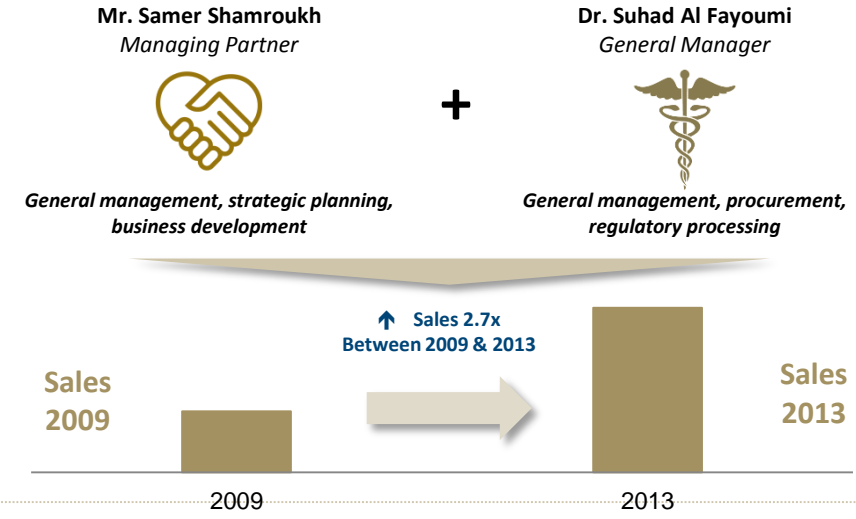 Mr. Samer Shamroukh
Managing Partner
Dr. Suhad Al Fayoumi
General Manager
+
General management, strategic planning,
business development
General management, procurement,
regulatory processing
↑ Sales 2.7x
Between 2009 & 2013
Sales
2009
Sales
2013
2009
2013